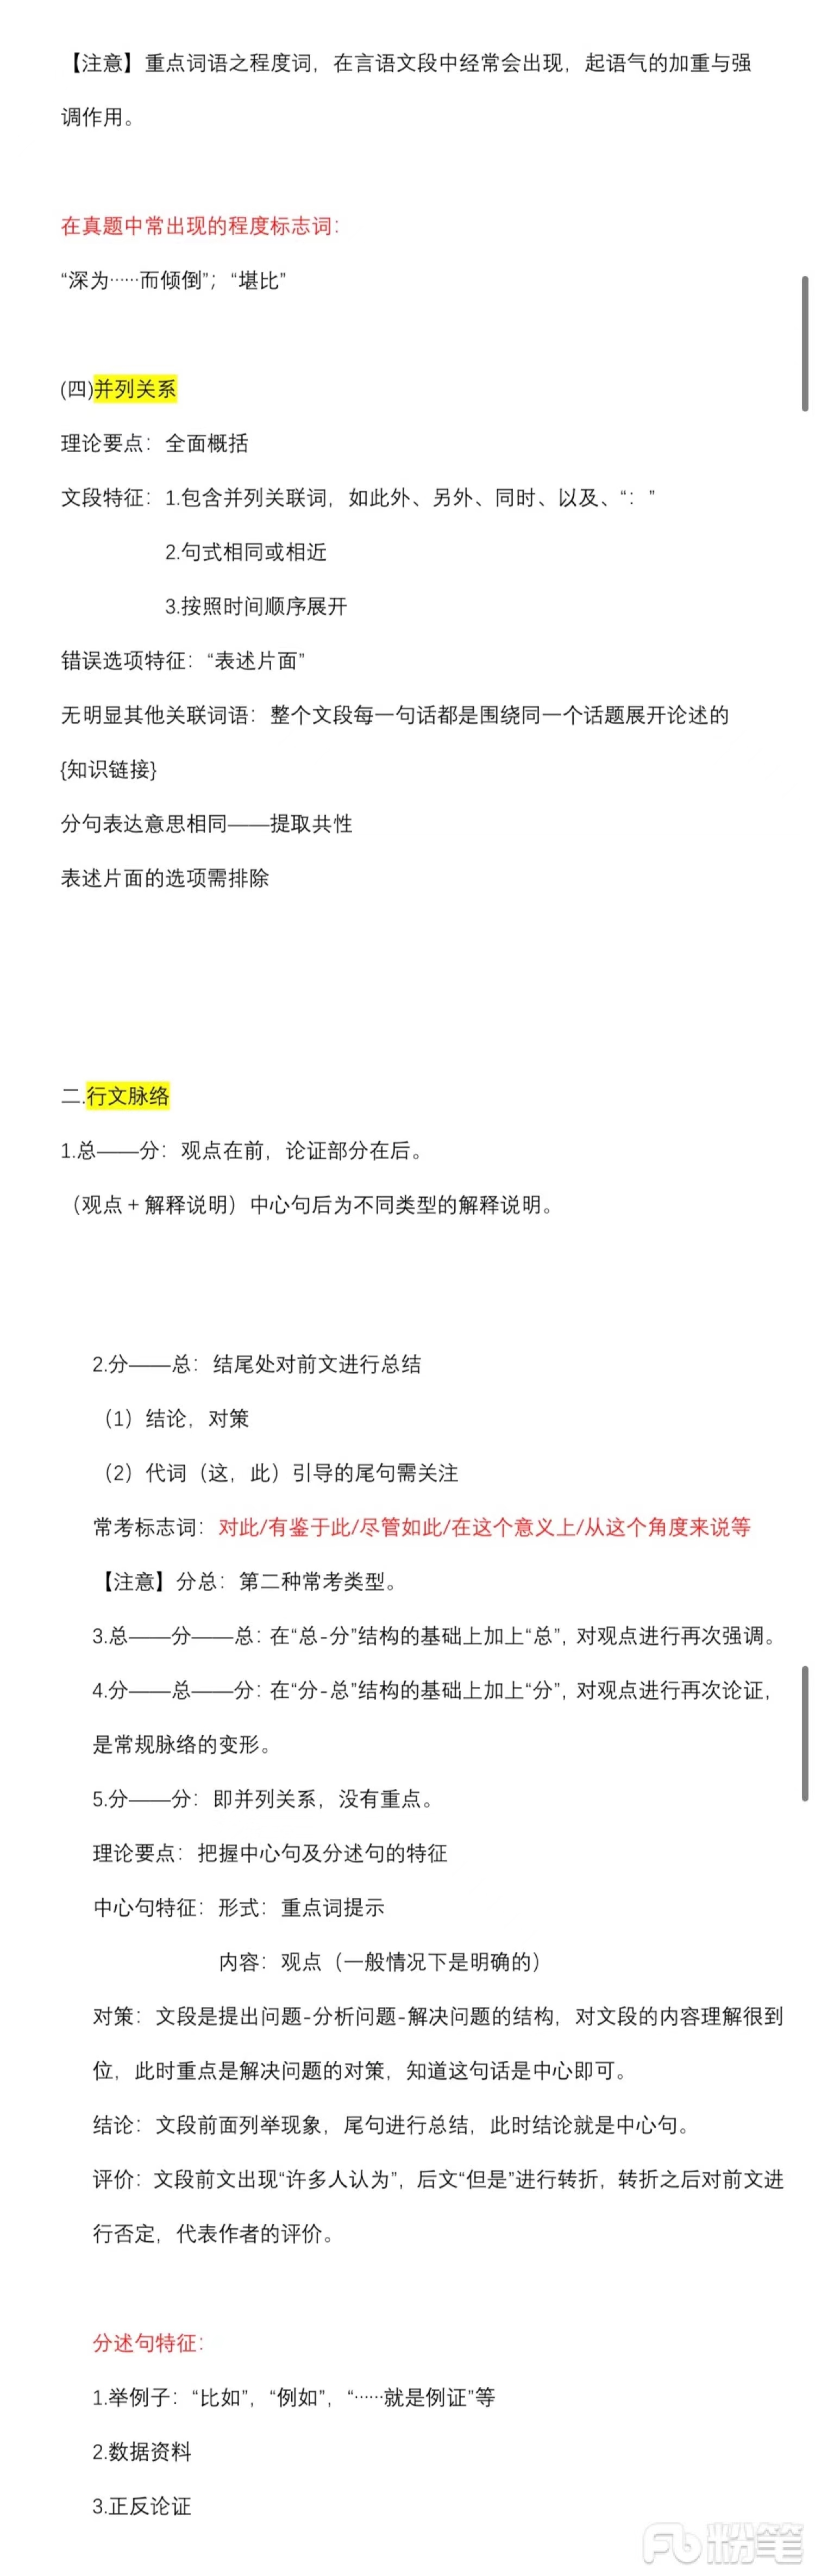 【注意】重点词语之程度词，在言语文段中经常会出现，起语气的加重与强
调作用。
在真题中常出现的程度标志词：
“深为……而倾倒”；“堪比”
(四)并列关系
理论要点：全面概括
文段特征：1.包含并列关联词，如此外、另外、同时、以及、“：”
2.句式相同或相近
3.按照时间顺序展开
错误选项特征：“表述片面”
无明显其他关联词语：整个文段每一句话都是围绕同一个话题展开论述的
{知识链接}
分句表达意思相同——提取共性
表述片面的选项需排除
二.行文脉络
1.总——分：观点在前，论证部分在后。
（观点+解释说明）中心句后为不同类型的解释说明。
2.分——总：结尾处对前文进行总结
（1）结论，对策
（2）代词（这，此）引导的尾句需关注
常考标志词：对此/有鉴于此/尽管如此/在这个意义上/从这个角度来说等
【注意】分总：第二种常考类型。
3.总——分——总：在“总-分”结构的基础上加上“总”，对观点进行再次强调。
4.分——总——分：在“分-总”结构的基础上加上“分”，对观点进行再次论证，
是常规脉络的变形。
5.分——分：即并列关系，没有重点。
理论要点：把握中心句及分述句的特征
中心句特征：形式：重点词提示
内容：观点（一般情况下是明确的）
对策：文段是提出问题-分析问题-解决问题的结构，对文段的内容理解很到
位，此时重点是解决问题的对策，知道这句话是中心即可。
结论：文段前面列举现象，尾句进行总结，此时结论就是中心句。
评价：文段前文出现“许多人认为”，后文“但是”进行转折，转折之后对前文进
行否定，代表作者的评价。
分述句特征：
1.举例子：“比如”，“例如”，“……就是例证”等
2.数据资料
3.正反论证
Fb粉笔